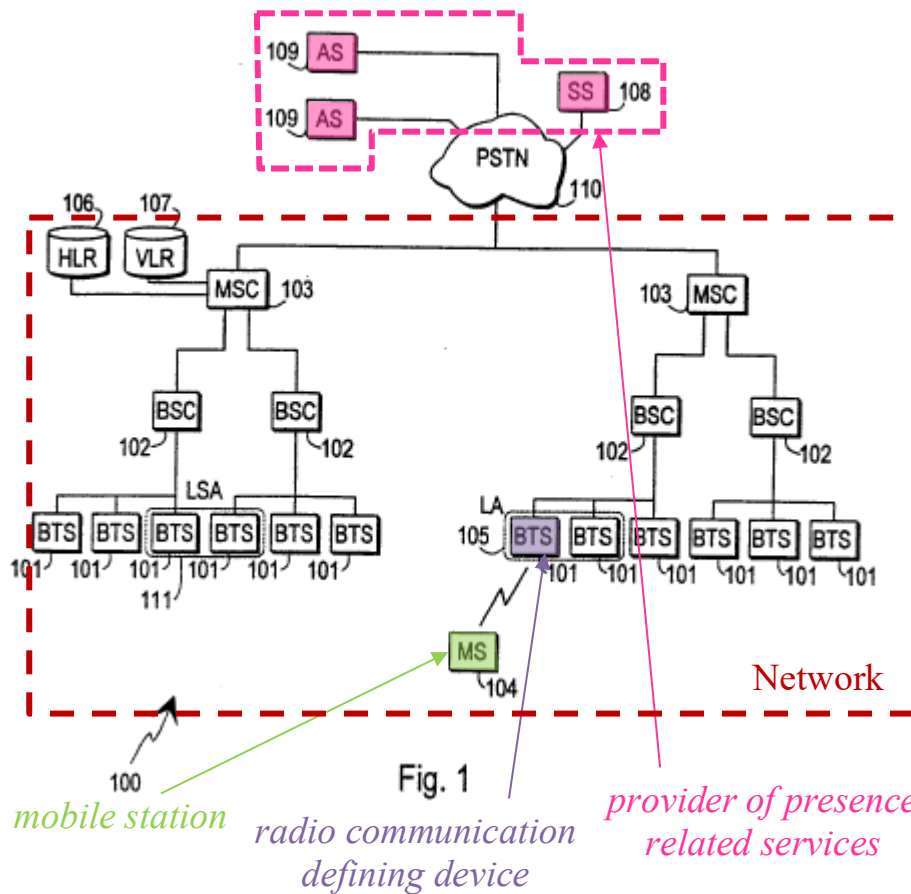 109 AS
SS 108
109 AS
PSTN
110
106 107
HLR VLR
MSC 103
103 MSC
BSC BSC
102 102
BSC BSC
102 102
LSA
LA
105
BTS BTS BTS BTS BTS BTS
101 101 101 101 101 101
111
BTS BTS BTS BTS BTS BTS
101 101 101 101 101 101
MS
104
Network
100
Fig. 1
mobile station
radio communication
defining device
provider of presence
related services